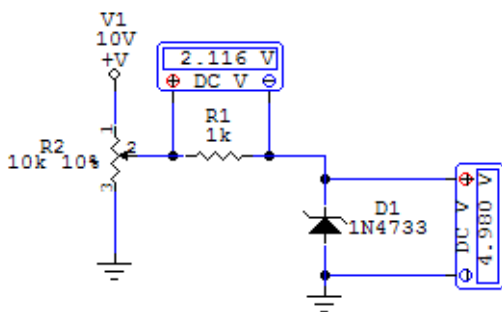 V1
10V
+V
2.116 V
DC V
R1
1k
1
R2
10k 10%
2
3
D1
1N4733
DC V
4.980 V